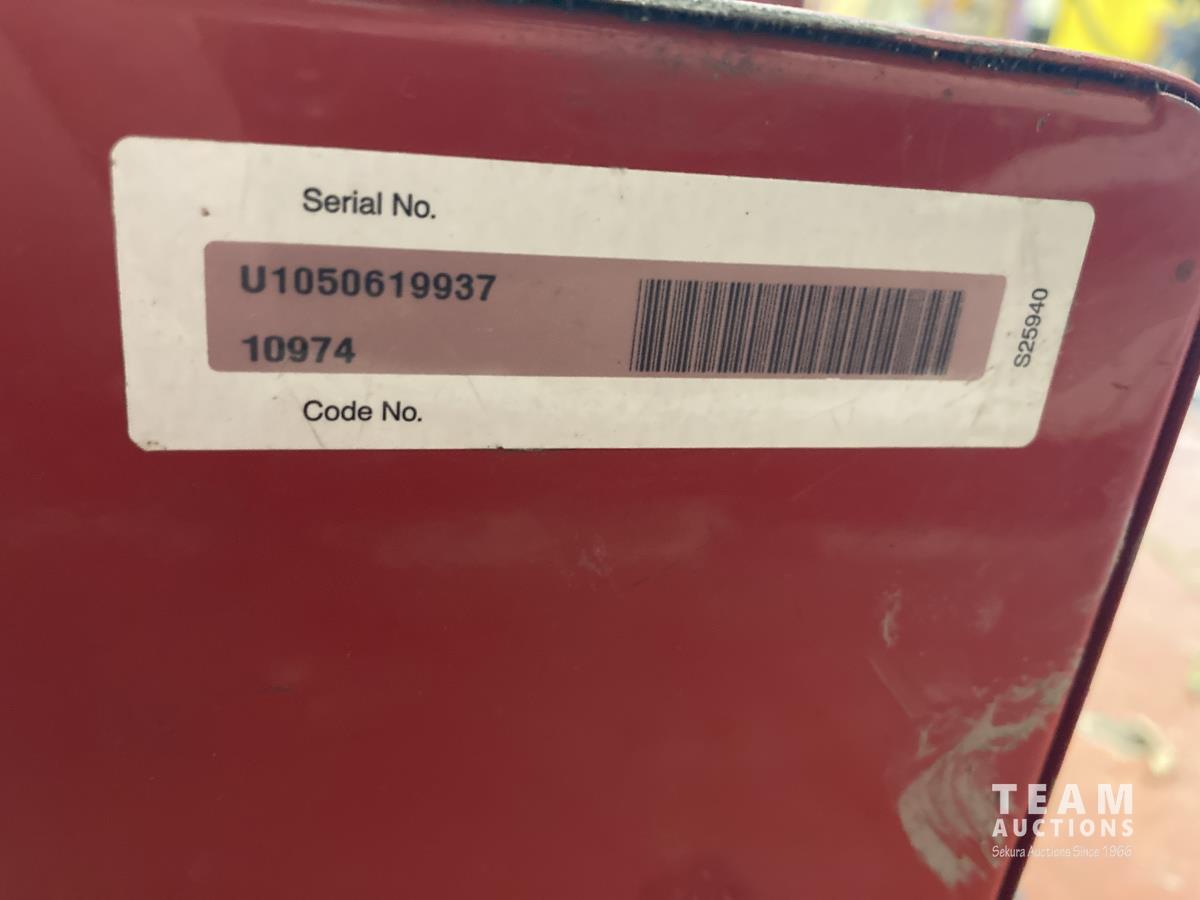 Serial No.
U1050619937
10974
Code No.
S25940
TEAM
AUCTIONS
Sekura Auctions Since 1966